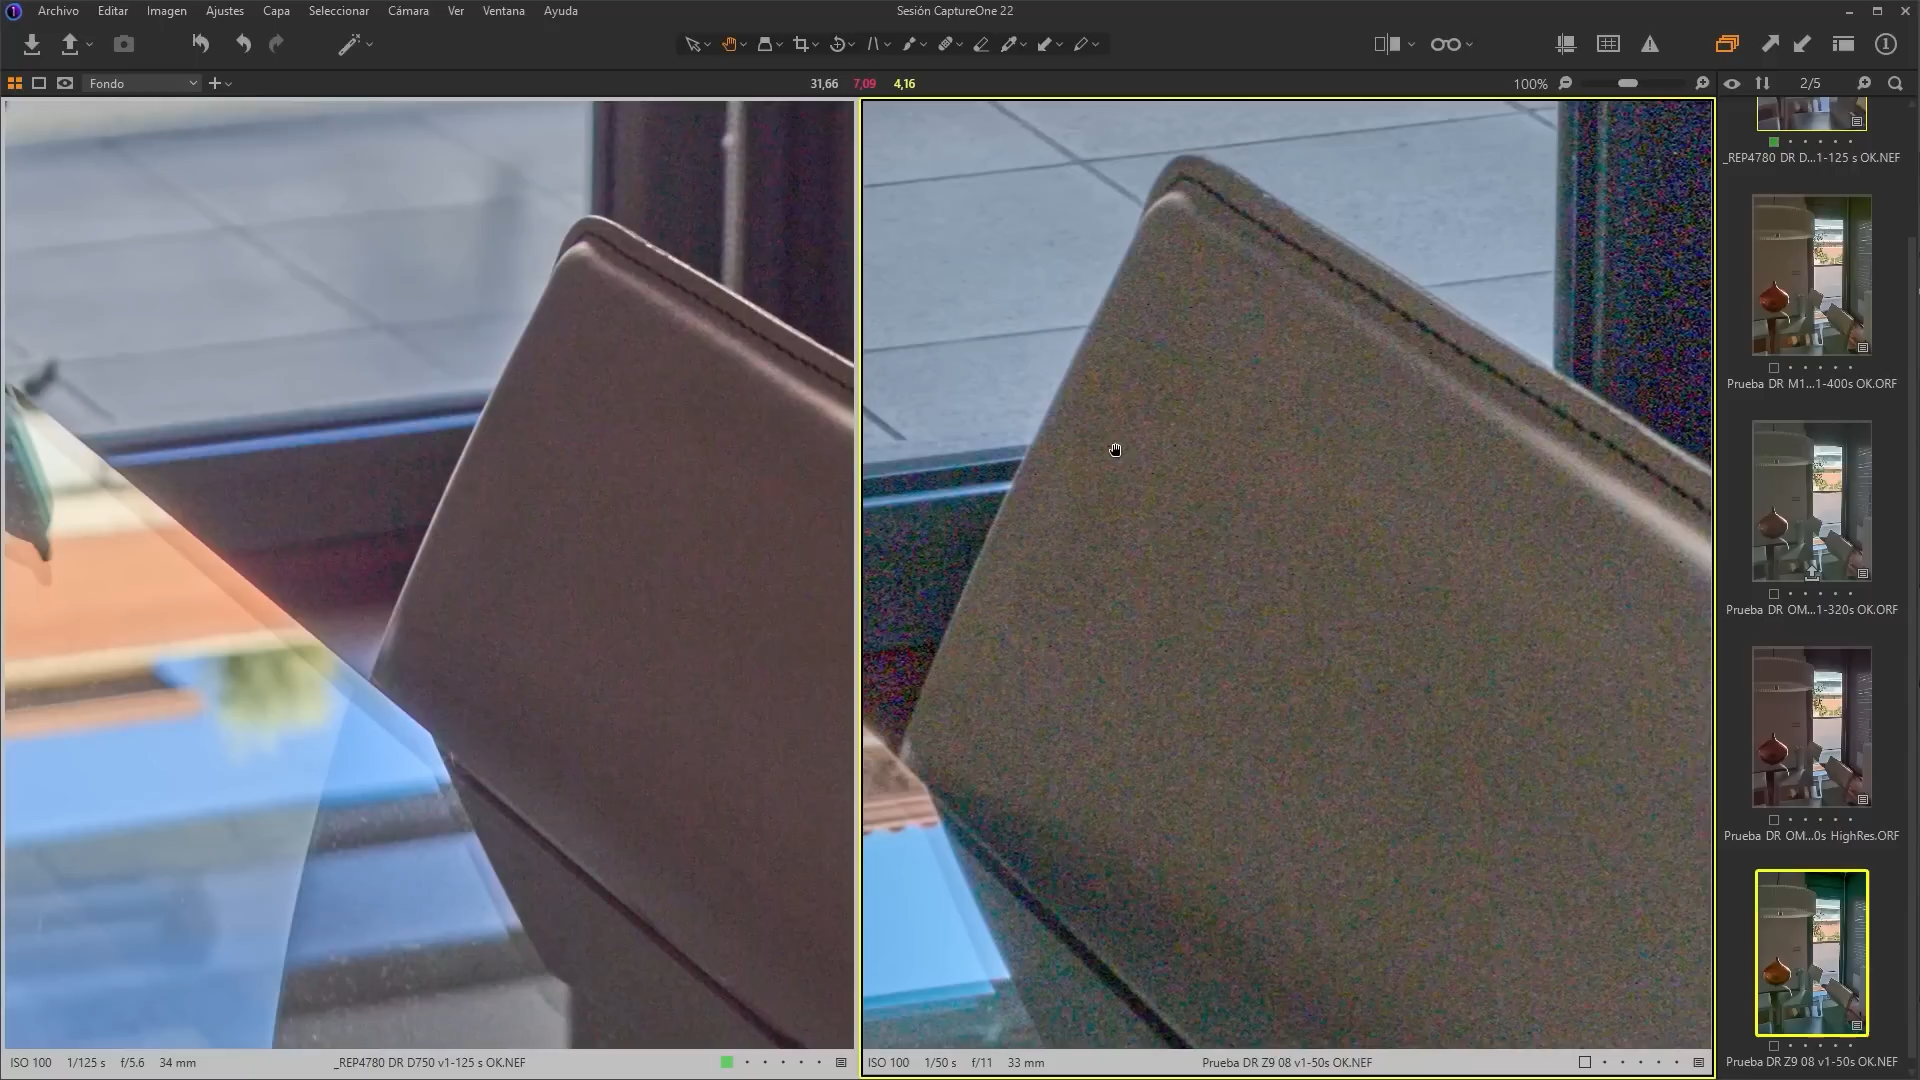 Archivo Editar Imagen Ajustes Capa Seleccionar Cámara Ver Ventana Ayuda
Sesión CaptureOne 22
Fondo
31,66 7,09 4,16
100%
2/5
_REP4780 DR D...1-125 s OK.NEF
Prueba DR M1...1-400s OK.ORF
Prueba DR OM...1-320s OK.ORF
Prueba DR OM...0s HighRes.ORF
Prueba DR Z9 08 v1-50s OK.NEF
ISO 100 1/125 s f/5.6 34 mm _REP4780 DR D750 v1-125 s OK.NEF
ISO 100 1/50 s f/11 33 mm Prueba DR Z9 08 v1-50s OK.NEF